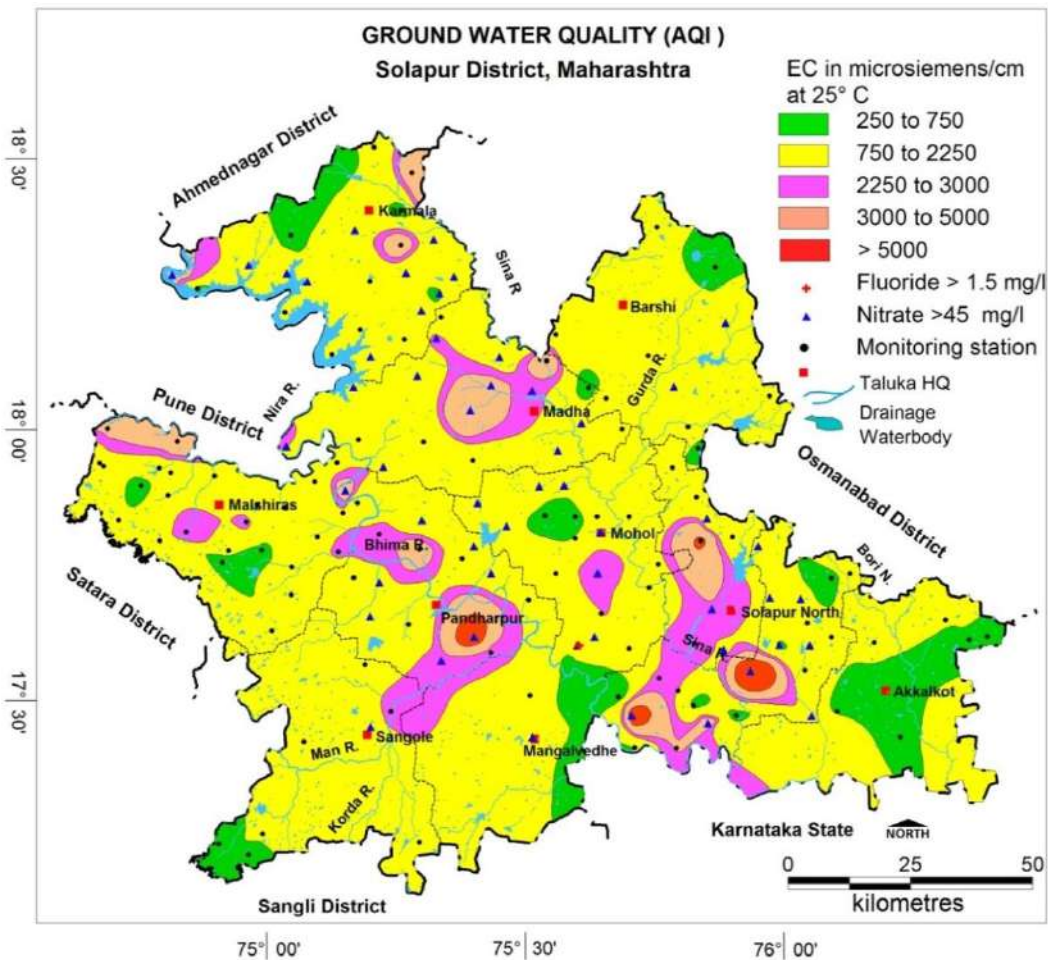 GROUND WATER QUALITY (AQI )
Solapur District, Maharashtra
EC in microsiemens/cm
at 25° C
250 to 750
750 to 2250
2250 to 3000
3000 to 5000
> 5000
Fluoride > 1.5 mg/l
Nitrate >45 mg/l
Monitoring station
Taluka HQ
Drainage
Waterbody
18° 30'
18° 00'
17° 30'
Ahmednagar District
Karmala
Sina R
Barshi
Gurda R.
Nira R.
Pune District
Madha
Osmanabad District
Malshiras
Mohol
Bhima R.
Bori N.
Satara District
Solapur North
Pandharpur
Sina R.
Akkalkot
Sangole
Man R.
Mangalvedhe
Korda R.
Karnataka State
NORTH
0 25 50
kilometres
Sangli District
75° 00' 75° 30' 76° 00'